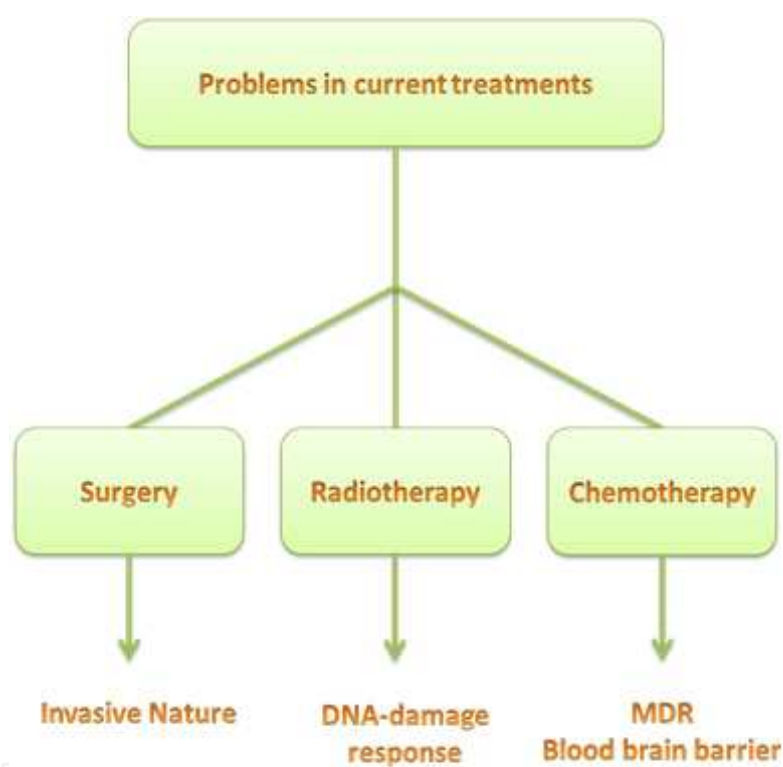 Problems in current treatments
Surgery
Radiotherapy
Chemotherapy
Invasive Nature
DNA-damage
response
MDR
Blood brain barrier